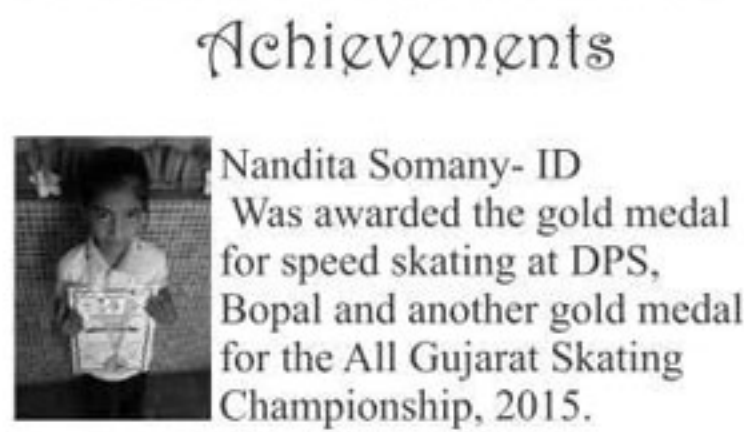 Achievements
Nandita Somany- ID
Was awarded the gold medal
for speed skating at DPS,
Bopal and another gold medal
for the All Gujarat Skating
Championship, 2015.